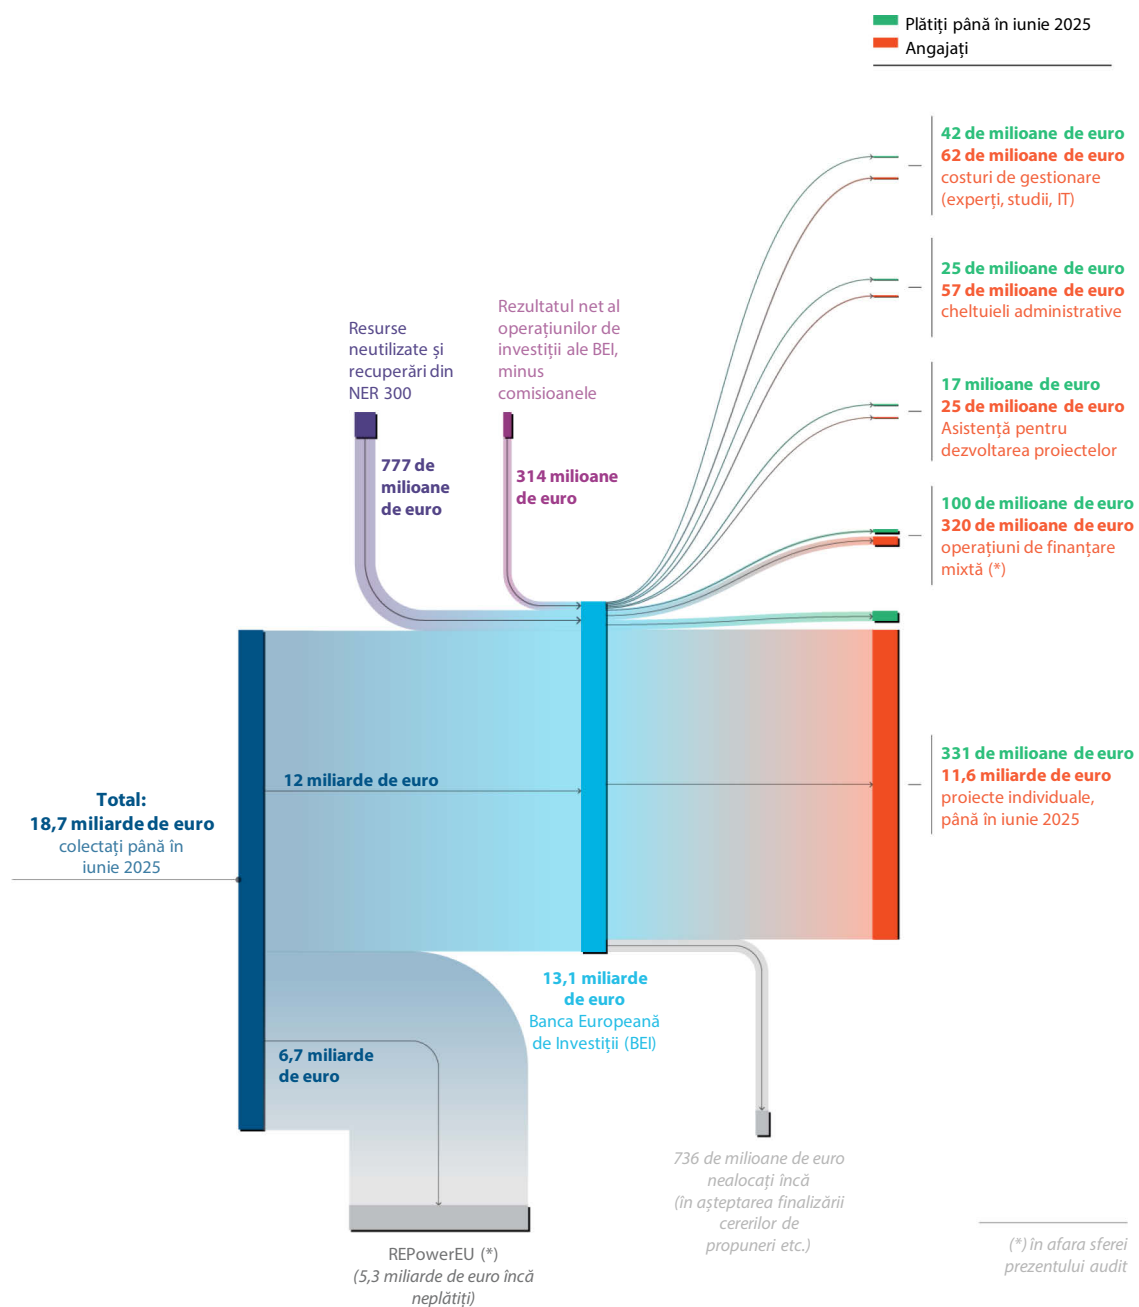 Plătiți până în iunie 2025
Angajați
42 de milioane de euro
62 de milioane de euro
costuri de gestionare
(experți, studii, IT)
25 de milioane de euro
57 de milioane de euro
cheltuieli administrative
Resurse
neutilizate și
recuperări din
NER 300
Rezultatul net al
operațiunilor de
investiții ale BEI,
minus
comisioanele
17 milioane de euro
25 de milioane de euro
Asistență pentru
dezvoltarea proiectelor
777 de
milioane
de euro
314 milioane
de euro
100 de milioane de euro
320 de milioane de euro
operațiuni de finanțare
mixtă (*)
12 miliarde de euro
331 de milioane de euro
11,6 miliarde de euro
proiecte individuale,
până în iunie 2025
Total:
18,7 miliarde de euro
colectați până în
iunie 2025
13,1 miliarde
de euro
Banca Europeană
de Investiții (BEI)
6,7 miliarde
de euro
736 de milioane de euro
nealocați încă
(în așteptarea finalizării
cererilor de
propuneri etc.)
REPowerEU (*)
(5,3 miliarde de euro încă
neplătiți)
(*) în afara sferei
prezentului audit